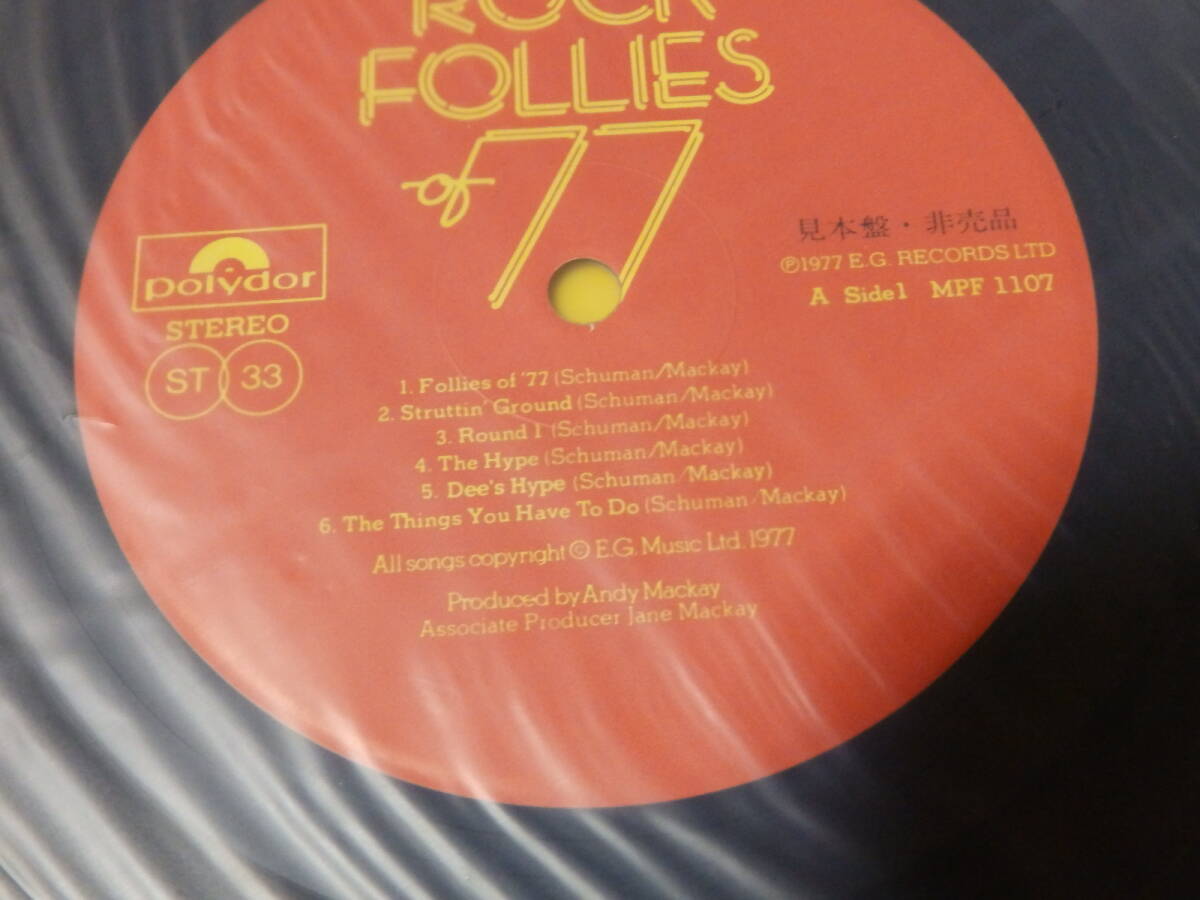 ROCK
FOLLIES
of '77
polydor
STEREO
ST 33
見本盤・非売品
℗1977 E.G. RECORDS LTD
A Side1 MPF 1107
1. Follies of '77 (Schuman/Mackay)
2. Struttin' Ground (Schuman/Mackay)
3. Round 1 (Schuman/Mackay)
4. The Hype (Schuman/Mackay)
5. Dee's Hype (Schuman/Mackay)
6. The Things You Have To Do (Schuman/Mackay)
All songs copyright © E.G. Music Ltd. 1977
Produced by Andy Mackay
Associate Producer Jane Mackay